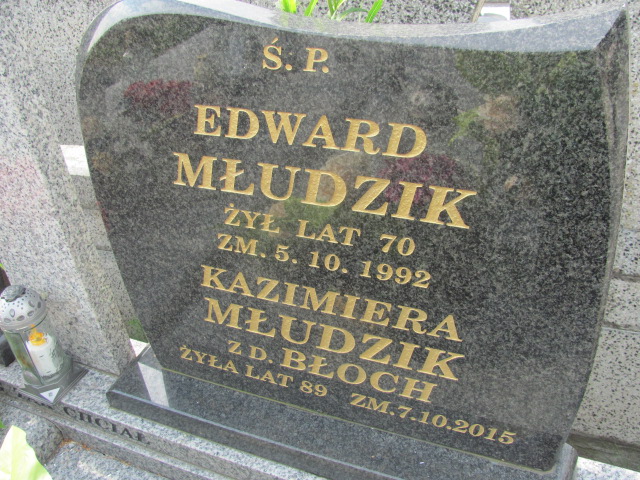 Ś. P.
EDWARD
MŁUDZIK
ŻYŁ LAT 70
ZM. 5. 10. 1992
KAZIMIERA
MŁUDZIK
Z D. BŁOCH
ŻYŁA LAT 89 ZM.7.10.2015
CHCIAŁ